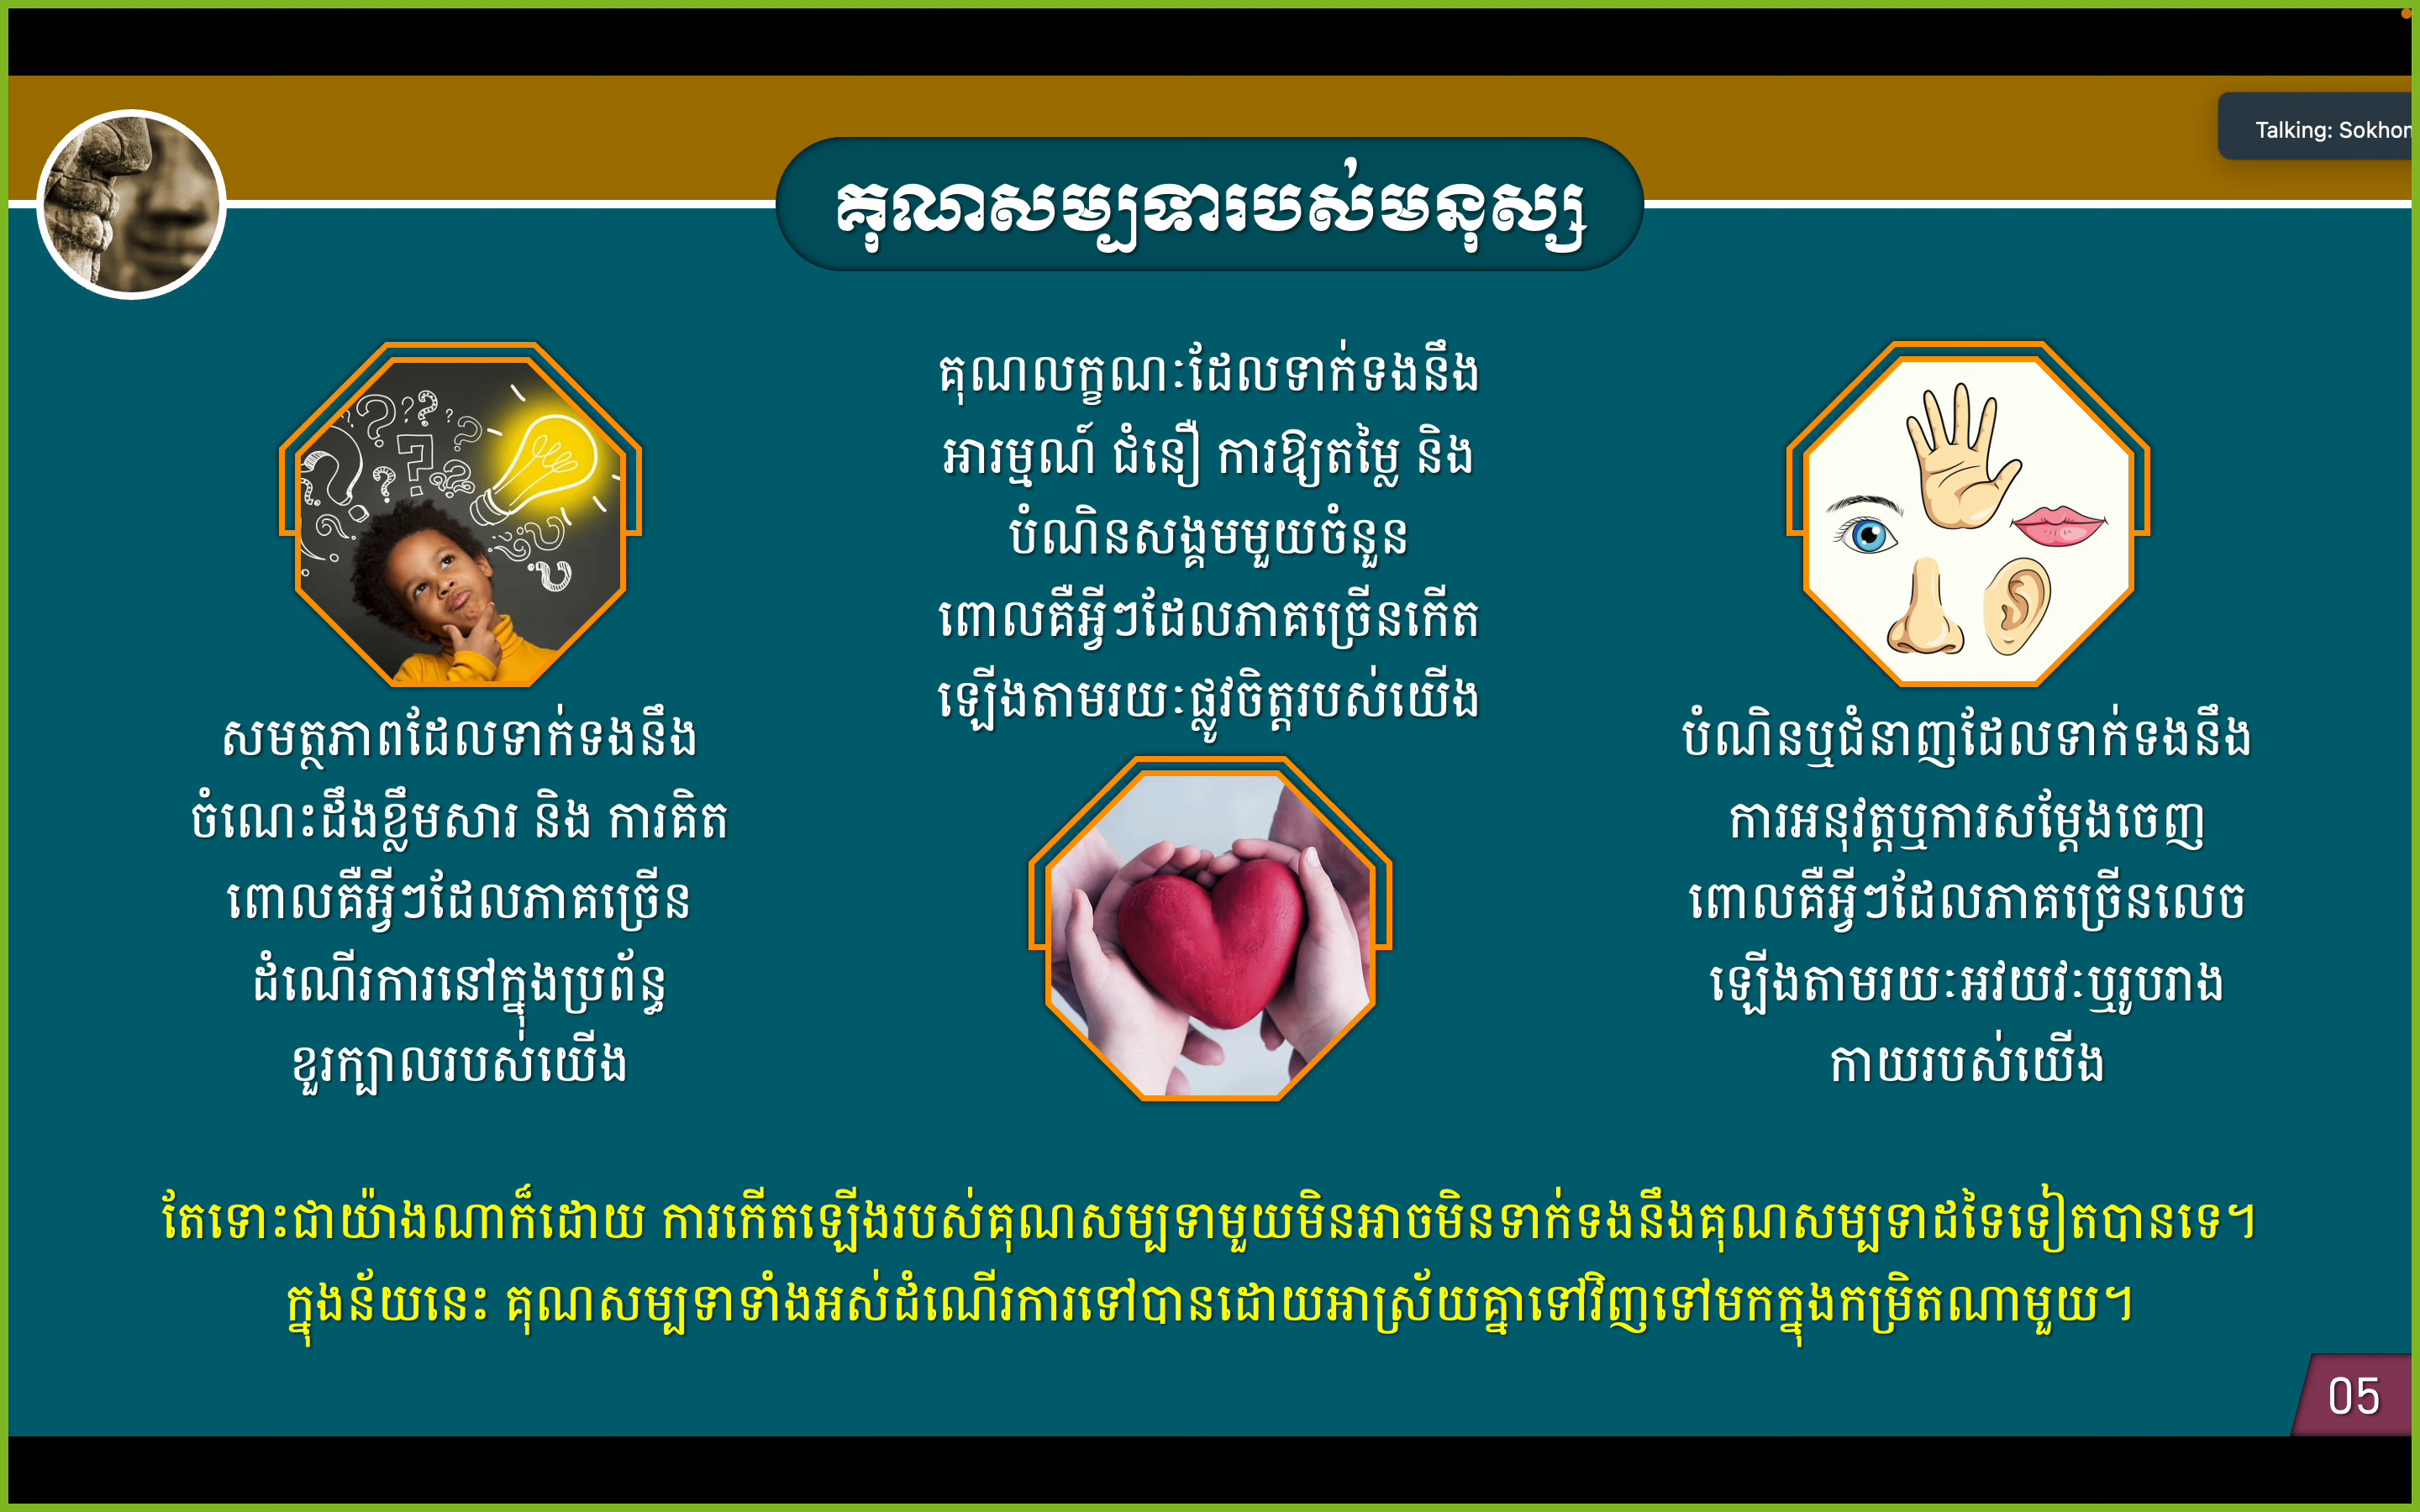 Talking: Sokhon
គុណសម្បទារបស់មនុស្ស
សមត្ថភាពដែលទាក់ទងនឹង
ចំណេះដឹងខ្លឹមសារ និង ការគិត
ពោលគឺអ្វីៗដែលភាគច្រើន
ដំណើរការនៅក្នុងប្រព័ន្ធ
ខួរក្បាលរបស់យើង
គុណលក្ខណៈដែលទាក់ទងនឹង
អារម្មណ៍ ជំនឿ ការឱ្យតម្លៃ និង
បំណិនសង្គមមួយចំនួន
ពោលគឺអ្វីៗដែលភាគច្រើនកើត
ឡើងតាមរយៈផ្លូវចិត្តរបស់យើង
បំណិនឬជំនាញដែលទាក់ទងនឹង
ការអនុវត្តឬការសម្តែងចេញ
ពោលគឺអ្វីៗដែលភាគច្រើនលេច
ឡើងតាមរយៈអវយវៈឬរូបរាង
កាយរបស់យើង
តែទោះជាយ៉ាងណាក៏ដោយ ការកើតឡើងរបស់គុណសម្បទាមួយមិនអាចមិនទាក់ទងនឹងគុណសម្បទាដទៃទៀតបានទេ។
ក្នុងន័យនេះ គុណសម្បទាទាំងអស់ដំណើរការទៅបានដោយអាស្រ័យគ្នាទៅវិញទៅមកក្នុងកម្រិតណាមួយ។
05